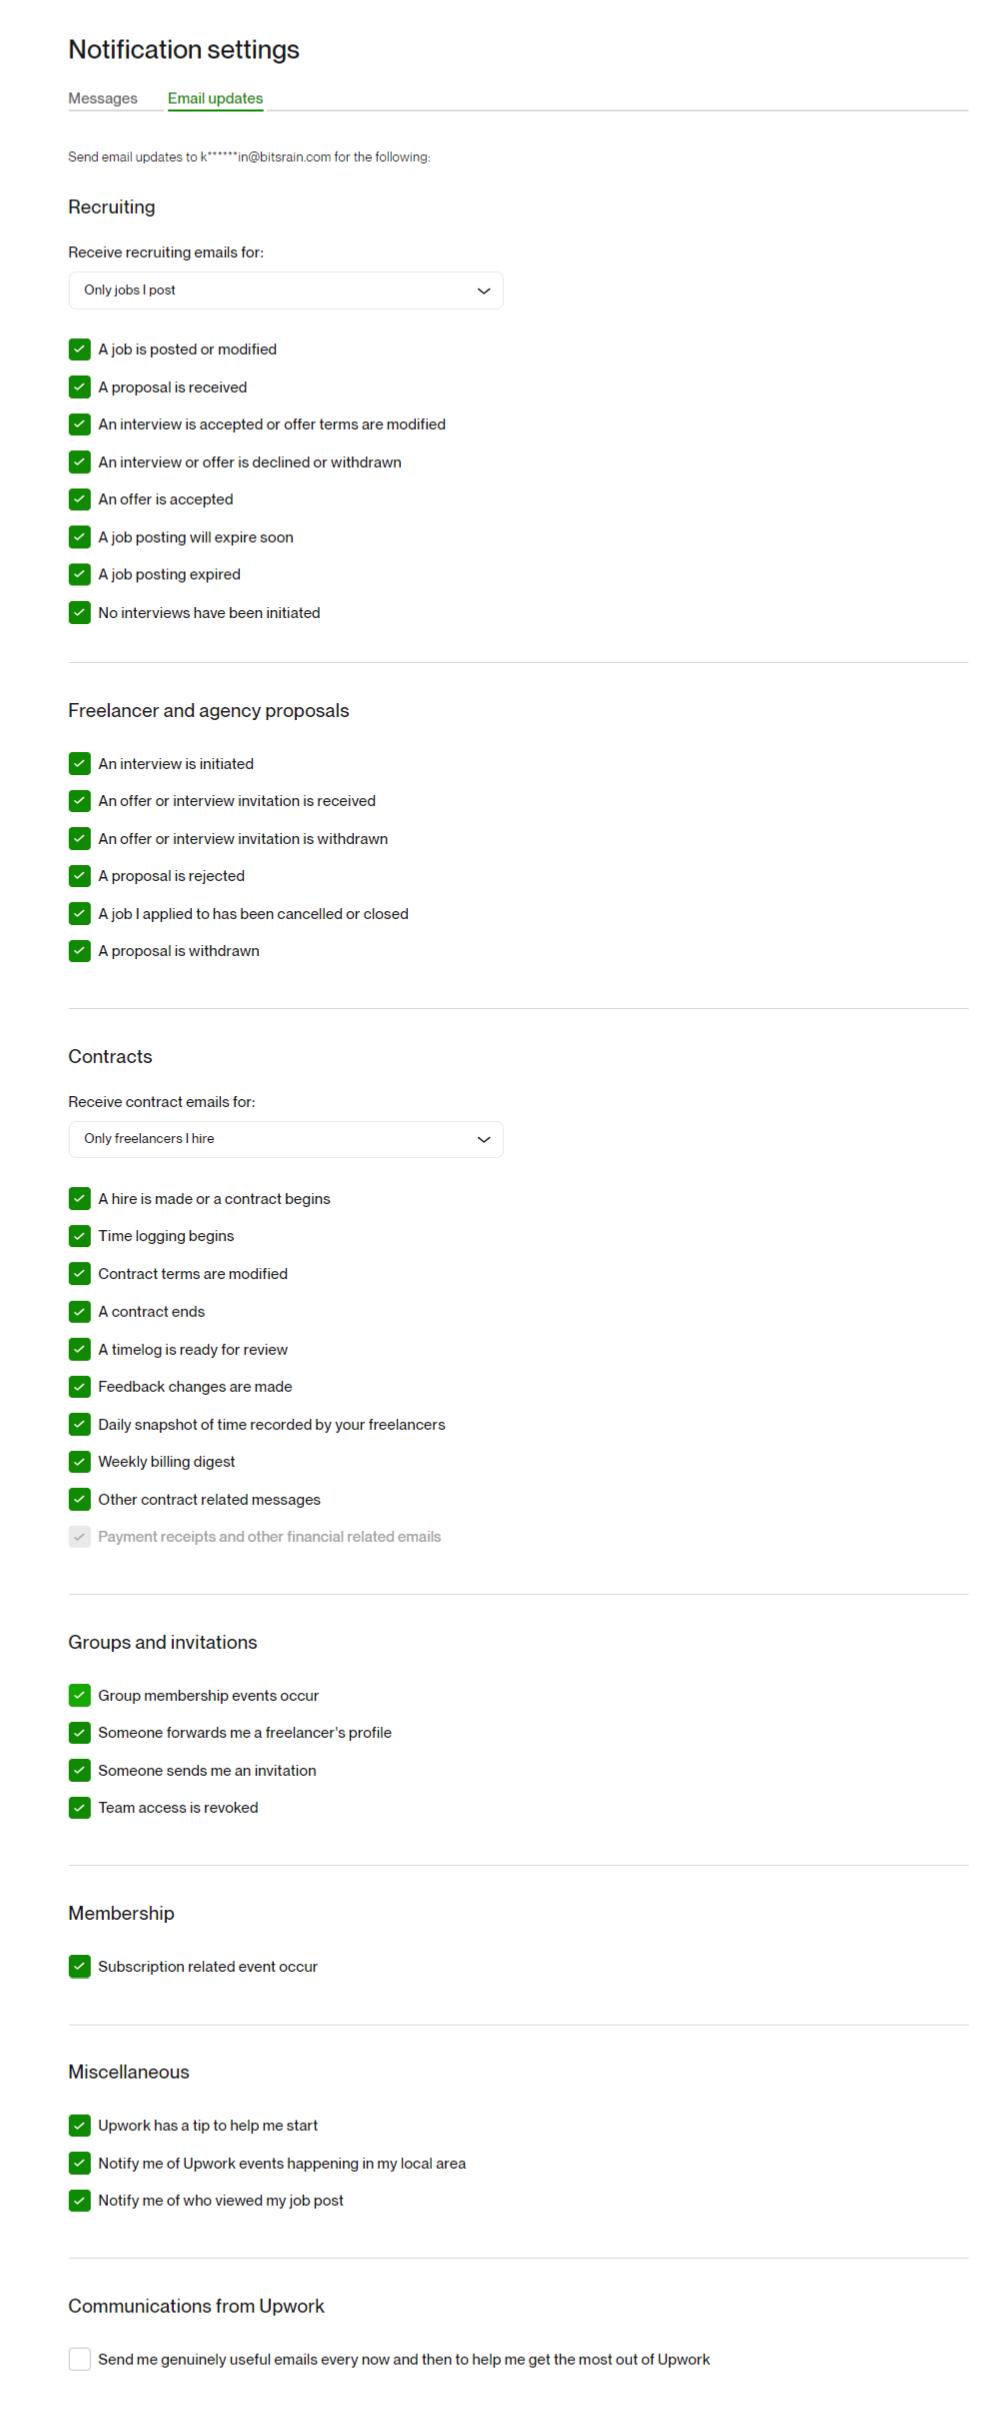 Notification settings
Messages Email updates
Send email updates to k******in@bitsrain.com for the following:
Recruiting
Receive recruiting emails for:
Only jobs I post
A job is posted or modified
A proposal is received
An interview is accepted or offer terms are modified
An interview or offer is declined or withdrawn
An offer is accepted
A job posting will expire soon
A job posting expired
No interviews have been initiated
Freelancer and agency proposals
An interview is initiated
An offer or interview invitation is received
An offer or interview invitation is withdrawn
A proposal is rejected
A job I applied to has been cancelled or closed
A proposal is withdrawn
Contracts
Receive contract emails for:
Only freelancers I hire
A hire is made or a contract begins
Time logging begins
Contract terms are modified
A contract ends
A timelog is ready for review
Feedback changes are made
Daily snapshot of time recorded by your freelancers
Weekly billing digest
Other contract related messages
Payment receipts and other financial related emails
Groups and invitations
Group membership events occur
Someone forwards me a freelancer's profile
Someone sends me an invitation
Team access is revoked
Membership
Subscription related event occur
Miscellaneous
Upwork has a tip to help me start
Notify me of Upwork events happening in my local area
Notify me of who viewed my job post
Communications from Upwork
Send me genuinely useful emails every now and then to help me get the most out of Upwork